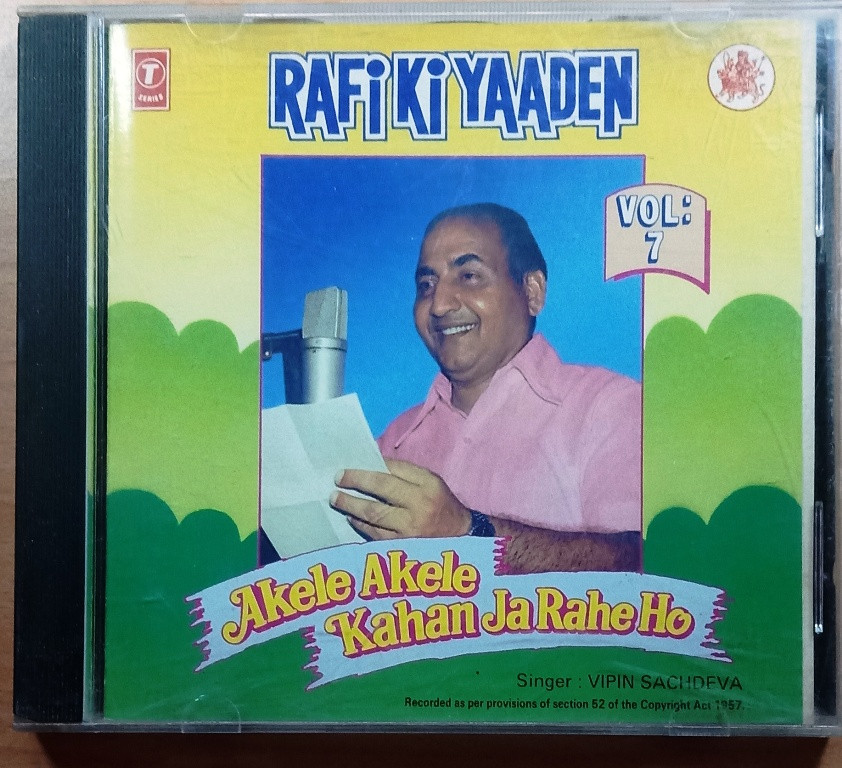 T
SERIES
RAFi Ki YAADEN
VOL:
7
Akele Akele
Kahan Ja Rahe Ho
Singer : VIPIN SACHDEVA
Recorded as per provisions of section 52 of the Copyright Act 1957.